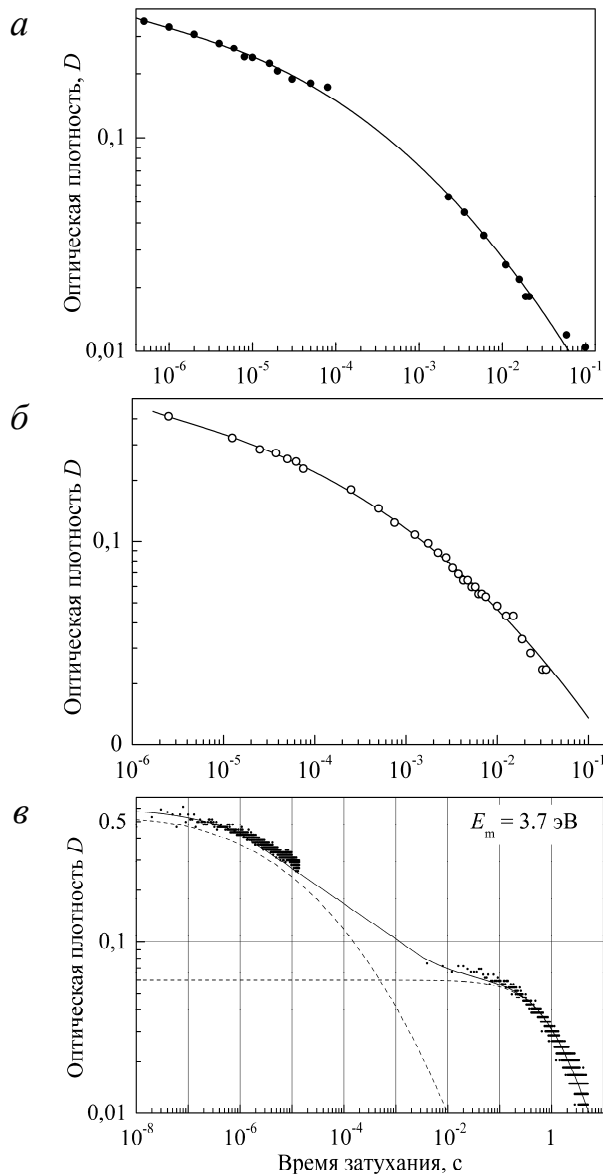 а
Оптическая плотность, D
0,1
0,01
10⁻⁶ 10⁻⁵ 10⁻⁴ 10⁻³ 10⁻² 10⁻¹
б
Оптическая плотность D
0,1
0
10⁻⁶ 10⁻⁵ 10⁻⁴ 10⁻³ 10⁻² 10⁻¹
в
Оптическая плотность D
0.5
Eₘ = 3.7 эВ
0,1
0,01
10⁻⁸ 10⁻⁶ 10⁻⁴ 10⁻² 1
Время затухания, с